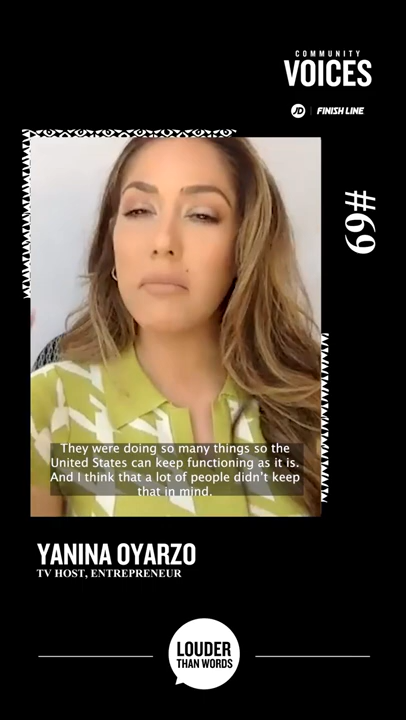 COMMUNITY
VOICES
JD | FINISH LINE
#69
They were doing so many things so the
United States can keep functioning as it is.
And I think that a lot of people didn't keep
that in mind.
YANINA OYARZO
TV HOST, ENTREPRENEUR
LOUDER
THAN WORDS